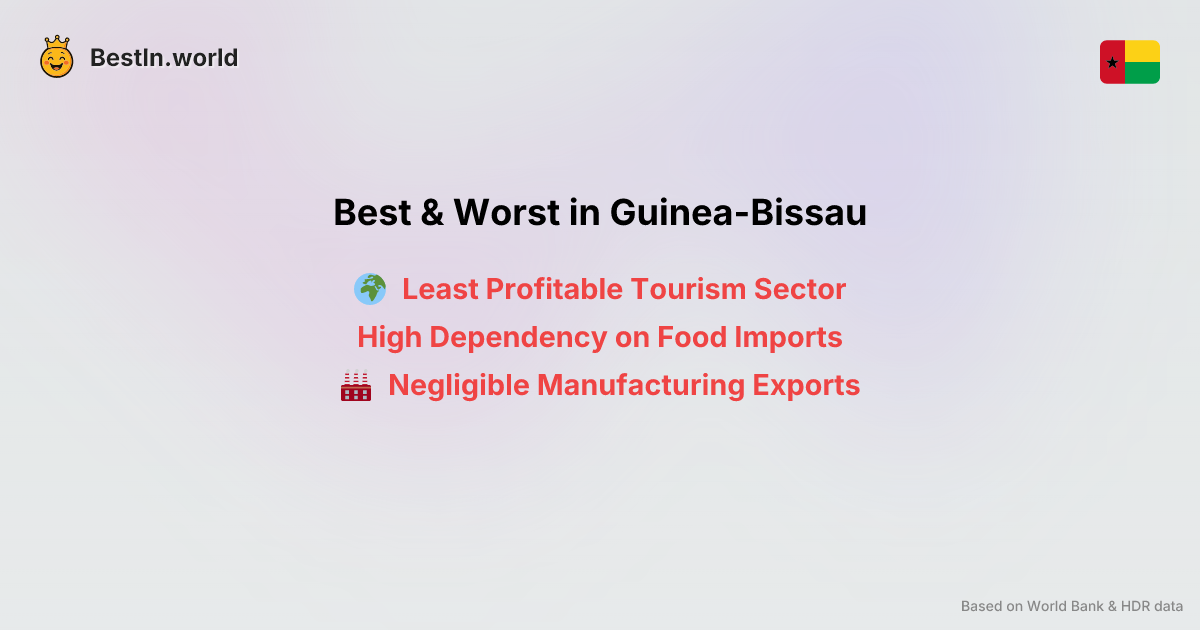 BestIn.world
Best & Worst in Guinea-Bissau
Least Profitable Tourism Sector
High Dependency on Food Imports
Negligible Manufacturing Exports
Based on World Bank & HDR data